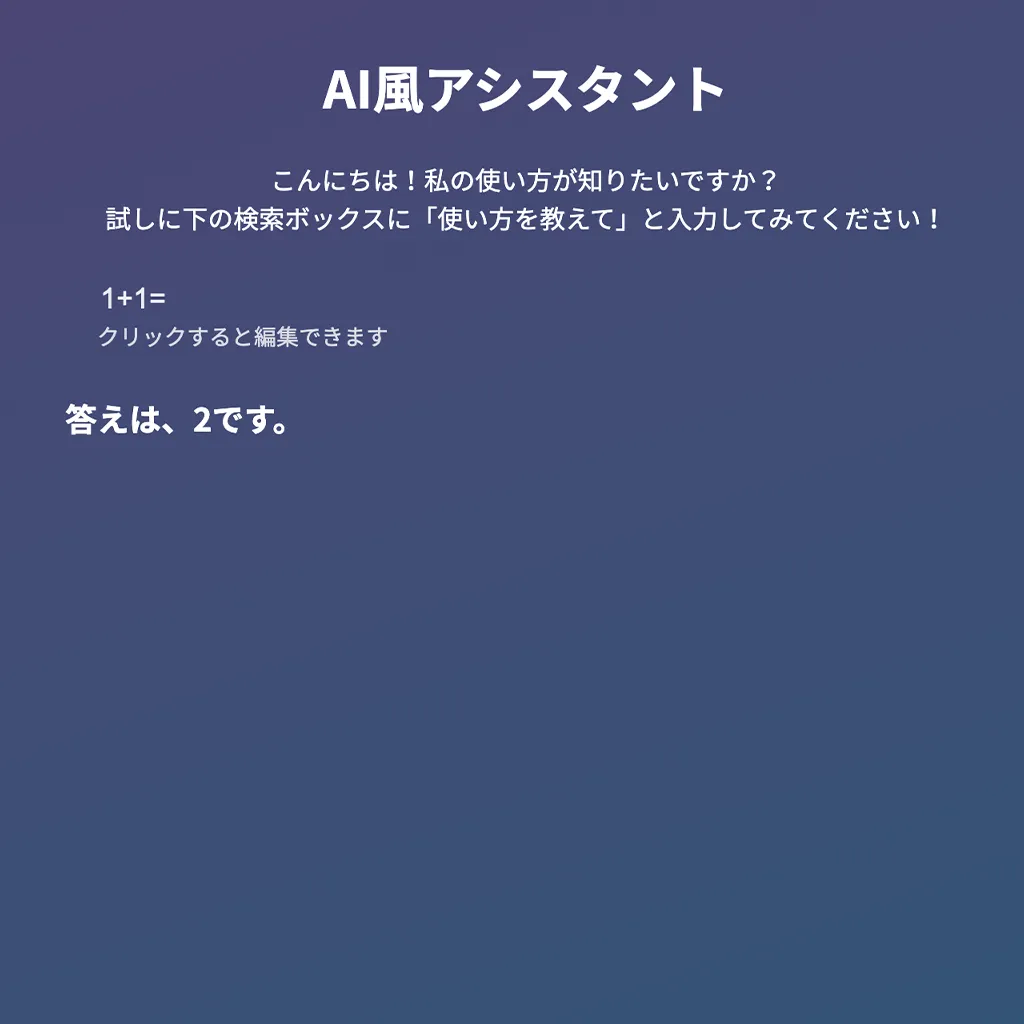 AI風アシスタント
こんにちは！私の使い方が知りたいですか？
試しに下の検索ボックスに「使い方を教えて」と入力してみてください！
1+1=
クリックすると編集できます
答えは、2です。